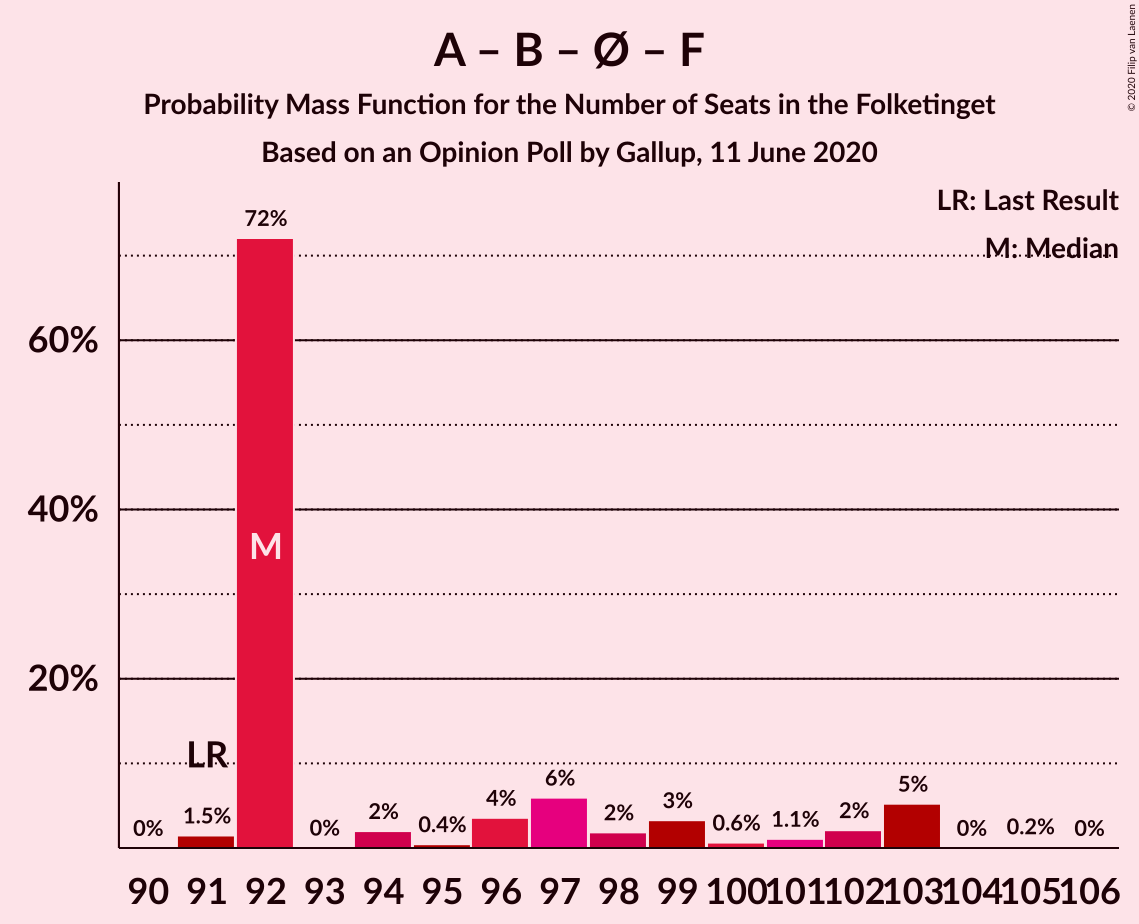 A – B – Ø – F
Probability Mass Function for the Number of Seats in the Folketinget
Based on an Opinion Poll by Gallup, 11 June 2020
© 2020 Filip van Laenen
LR: Last Result
M: Median
60%
40%
20%
0%
1.5%
72%
0%
2%
0.4%
4%
6%
2%
3%
0.6%
1.1%
2%
5%
0%
0.2%
0%
LR
M
90 91 92 93 94 95 96 97 98 99 100 101 102 103 104 105 106